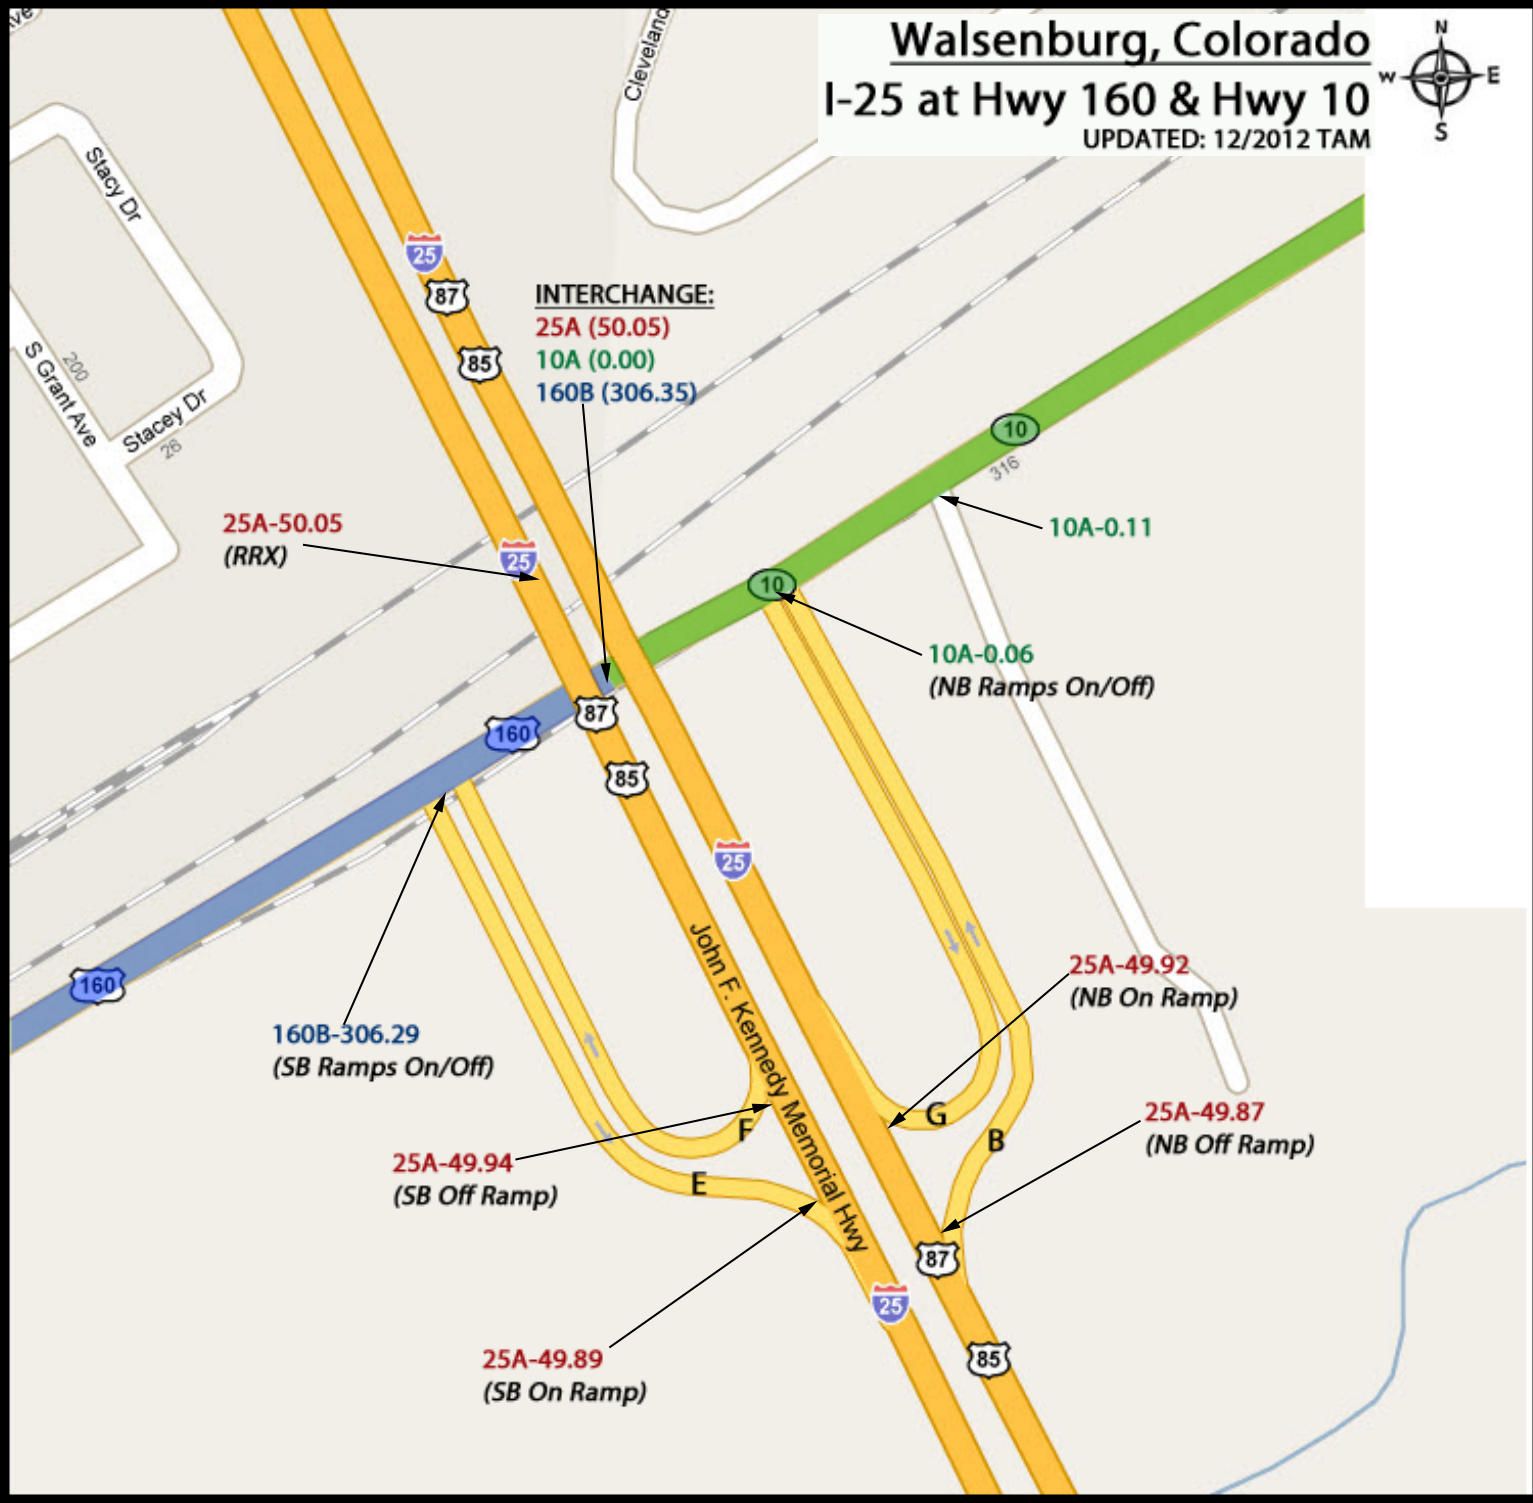 Walsenburg, Colorado
I-25 at Hwy 160 & Hwy 10
UPDATED: 12/2012 TAM
N
W
E
S
Cleveland
Stacy Dr
S Grant Ave
200
Stacey Dr
26
25
87
85
INTERCHANGE:
25A (50.05)
10A (0.00)
160B (306.35)
10
316
25A-50.05
(RRX)
25
10A-0.11
10
10A-0.06
(NB Ramps On/Off)
87
160
85
25
John F. Kennedy Memorial Hwy
160
25A-49.92
(NB On Ramp)
160B-306.29
(SB Ramps On/Off)
G
B
25A-49.87
(NB Off Ramp)
F
25A-49.94
(SB Off Ramp)
E
87
25
25A-49.89
(SB On Ramp)
85